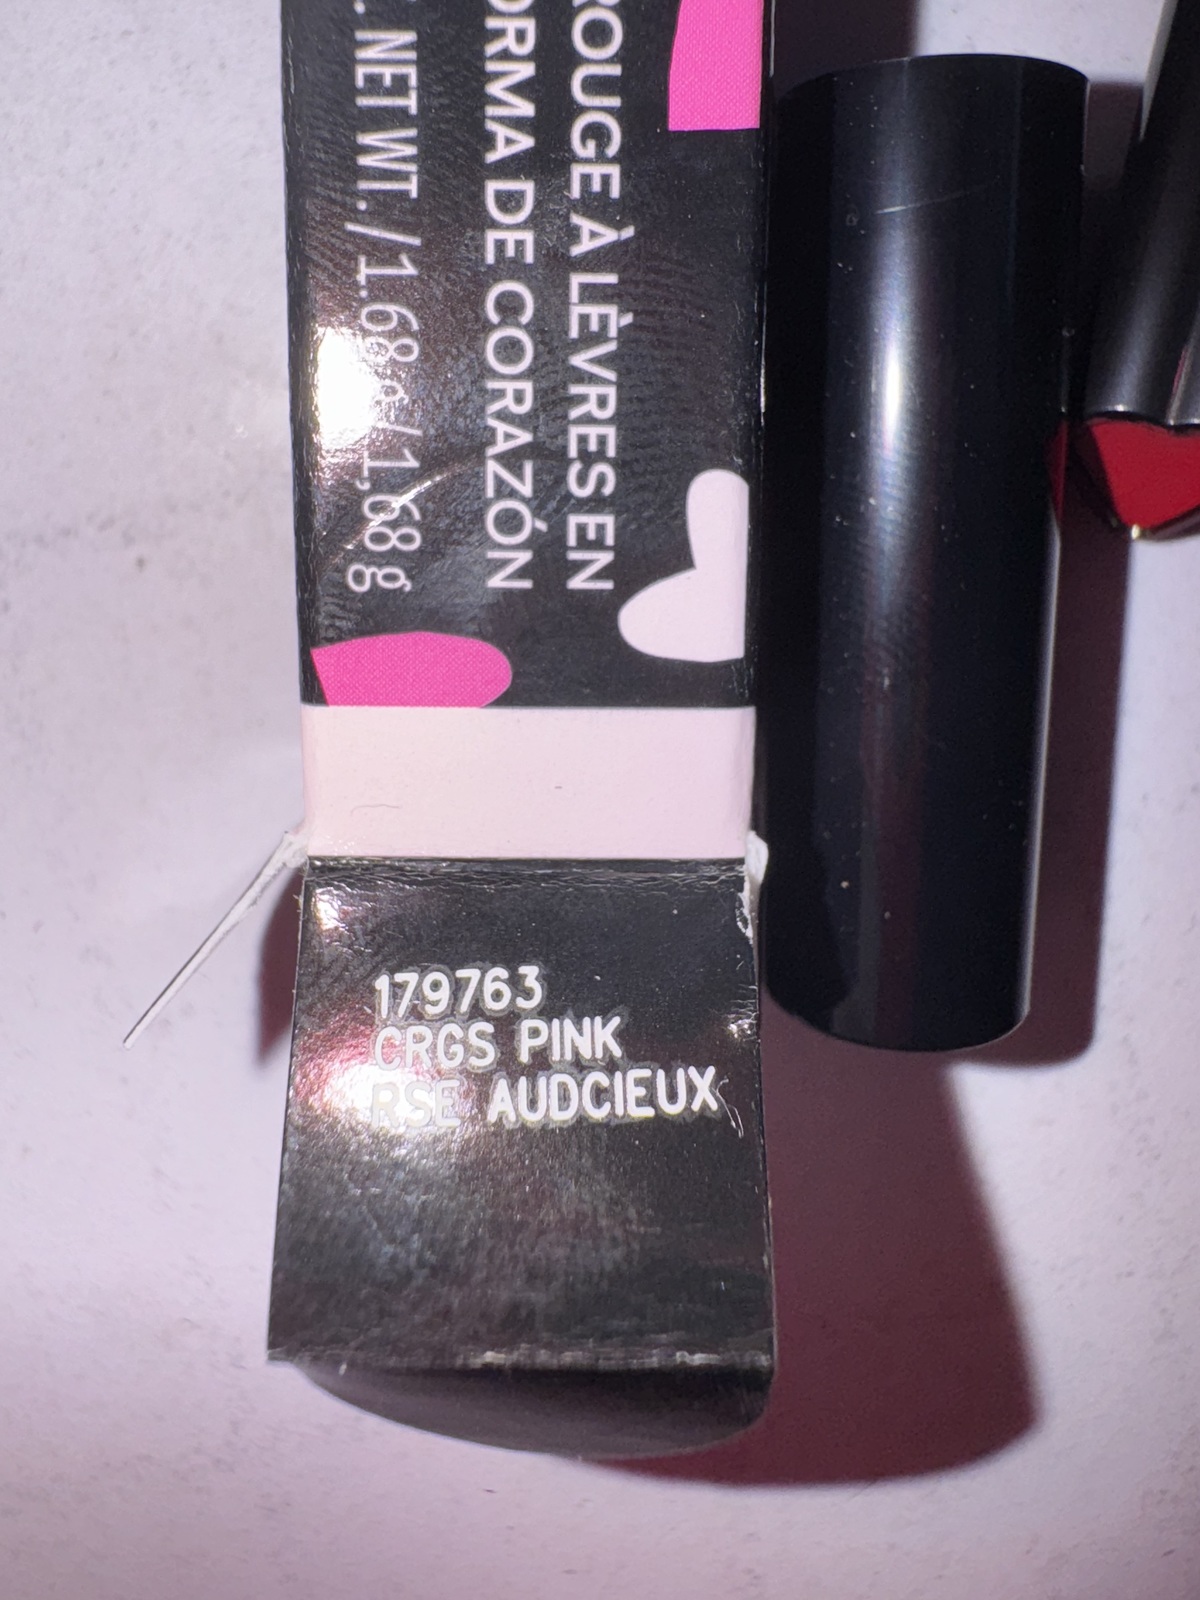 ROUGE À LÈVRES EN
ORMA DE CORAZÓN
. NET WT./1.68 g/1,68 g
179763
CRGS PINK
RSE AUDCIEUX